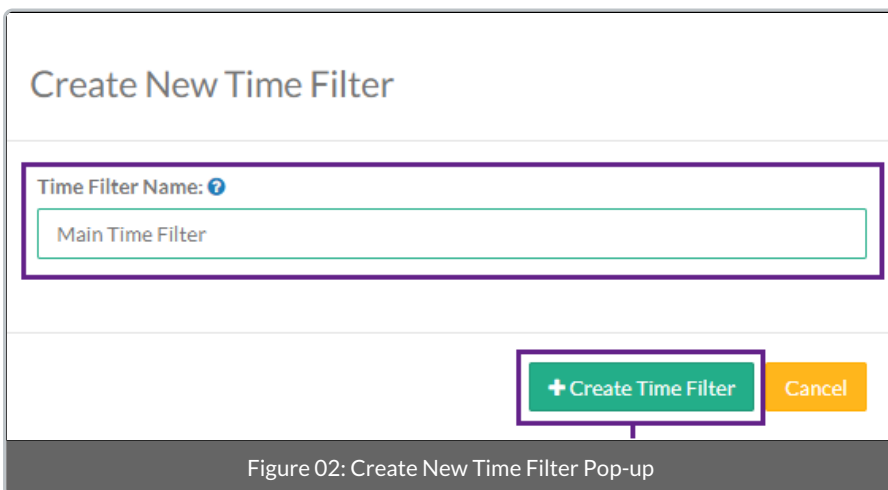 Create New Time Filter
Time Filter Name: ?
Main Time Filter
+ Create Time Filter
Cancel
Figure 02: Create New Time Filter Pop-up